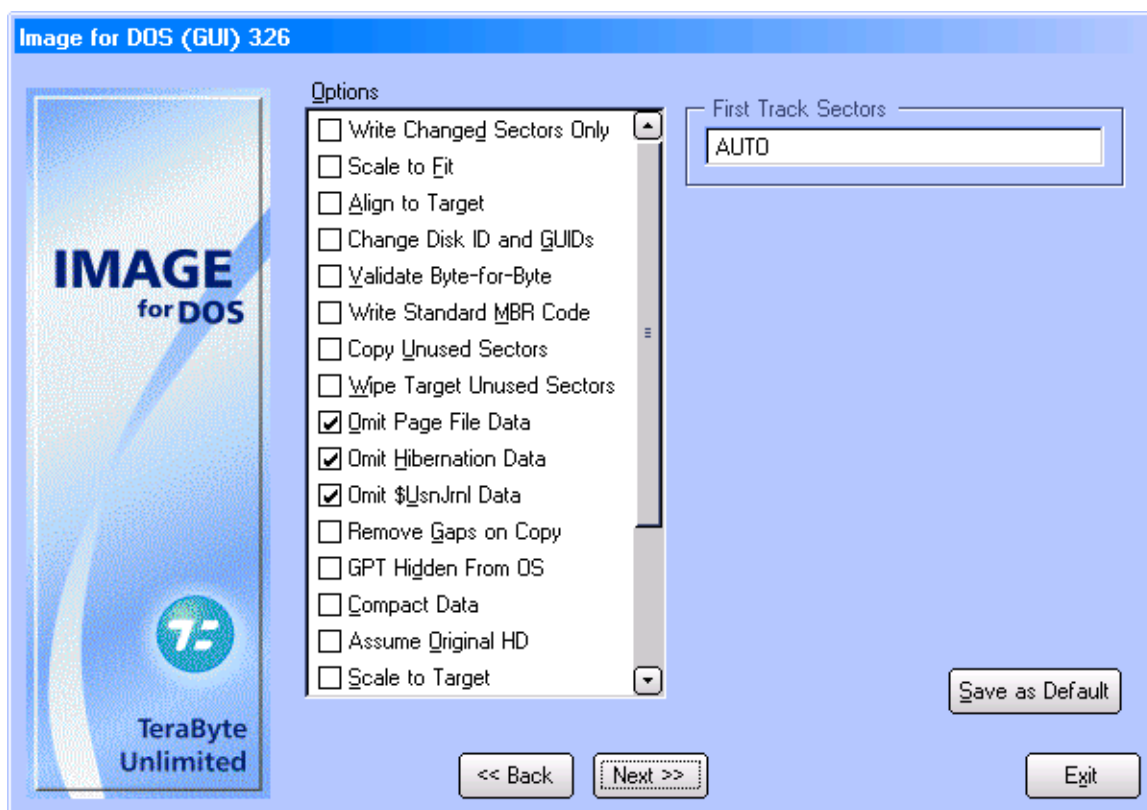 Image for DOS (GUI) 3.26
IMAGE
for DOS
TeraByte
Unlimited
Options
Write Changed Sectors Only
Scale to Fit
Align to Target
Change Disk ID and GUIDs
Validate Byte-for-Byte
Write Standard MBR Code
Copy Unused Sectors
Wipe Target Unused Sectors
Omit Page File Data
Omit Hibernation Data
Omit $UsnJrnl Data
Remove Gaps on Copy
GPT Hidden From OS
Compact Data
Assume Original HD
Scale to Target
First Track Sectors
AUTO
Save as Default
<< Back
Next >>
Exit